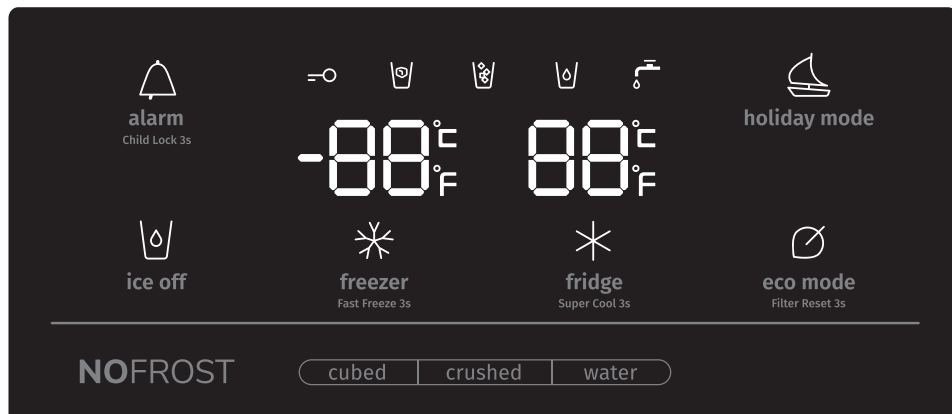 alarm
Child Lock 3s
holiday mode
-88°C °F
88°C °F
ice off
freezer
Fast Freeze 3s
fridge
Super Cool 3s
eco mode
Filter Reset 3s
NOFROST
cubed
crushed
water